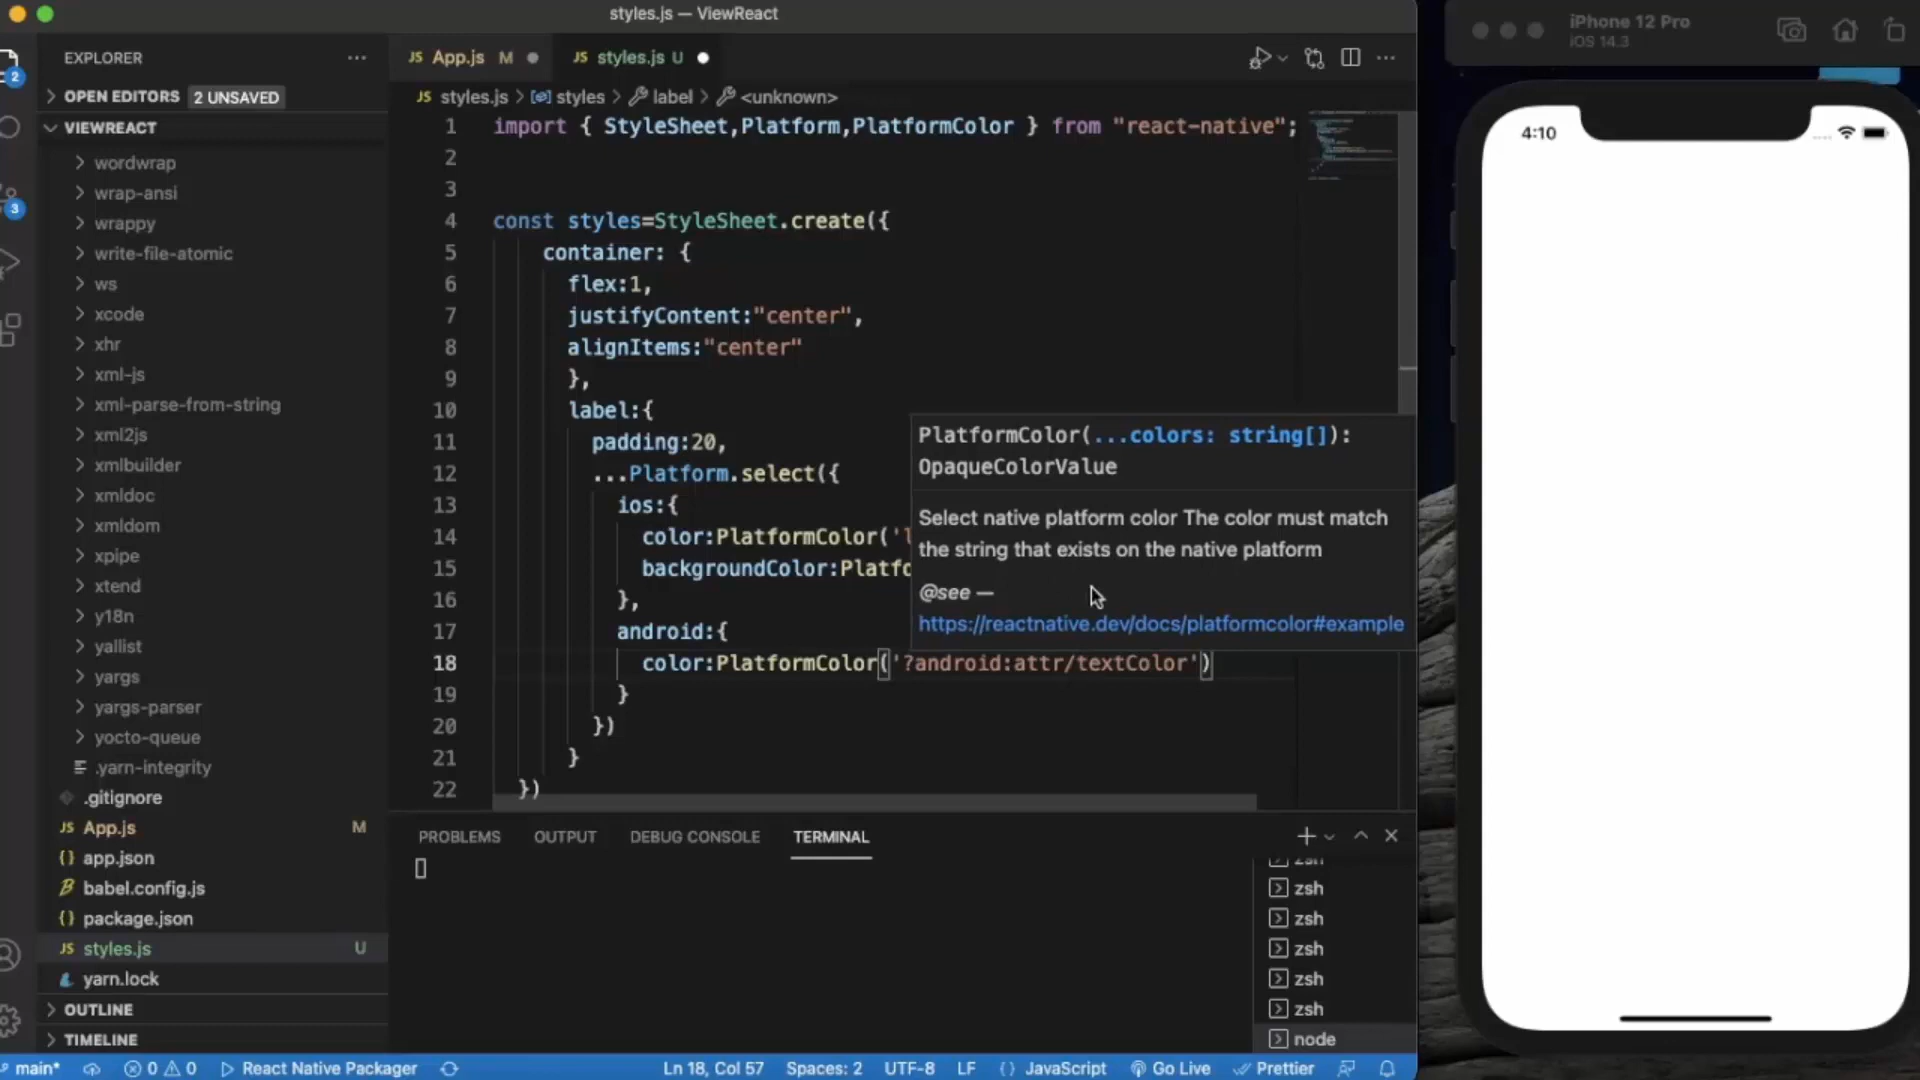 styles.js — ViewReact
iPhone 12 Pro
iOS 14.3
EXPLORER
JS App.js M
JS styles.js U
OPEN EDITORS 2 UNSAVED
JS styles.js > styles > label > <unknown>
VIEWREACT
2
3
wordwrap
wrap-ansi
wrappy
write-file-atomic
ws
xcode
xhr
xml-js
xml-parse-from-string
xml2js
xmlbuilder
xmldoc
xmldom
xpipe
xtend
y18n
yallist
yargs
yargs-parser
yocto-queue
.yarn-integrity
.gitignore
JS App.js M
{} app.json
babel.config.js
{} package.json
JS styles.js U
yarn.lock
OUTLINE
TIMELINE
1 import { StyleSheet,Platform,PlatformColor } from "react-native";
2
3
4 const styles=StyleSheet.create({
5 container: {
6 flex:1,
7 justifyContent:"center",
8 alignItems:"center"
9 },
10 label:{
11 padding:20,
12 ...Platform.select({
13 ios:{
14 color:PlatformColor('l
15 backgroundColor:Platfo
16 },
17 android:{
18 color:PlatformColor('?android:attr/textColor')
19 }
20 })
21 }
22 })
PlatformColor(...colors: string[]):
OpaqueColorValue
Select native platform color The color must match
the string that exists on the native platform
@see —
https://reactnative.dev/docs/platformcolor#example
PROBLEMS OUTPUT DEBUG CONSOLE TERMINAL
zsh
zsh
zsh
zsh
zsh
zsh
node
4:10
main* 0 0 React Native Packager Ln 18, Col 57 Spaces: 2 UTF-8 LF {} JavaScript Go Live Prettier